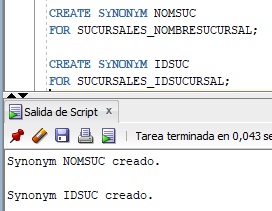 CREATE SYNONYM NOMSUC
FOR SUCURSALES_NOMBRESUCURSAL;
CREATE SYNONYM IDSUC
FOR SUCURSALES_IDSUCURSAL;
Salida de Script x
Tarea terminada en 0,043 se
Synonym NOMSUC creado.
Synonym IDSUC creado.